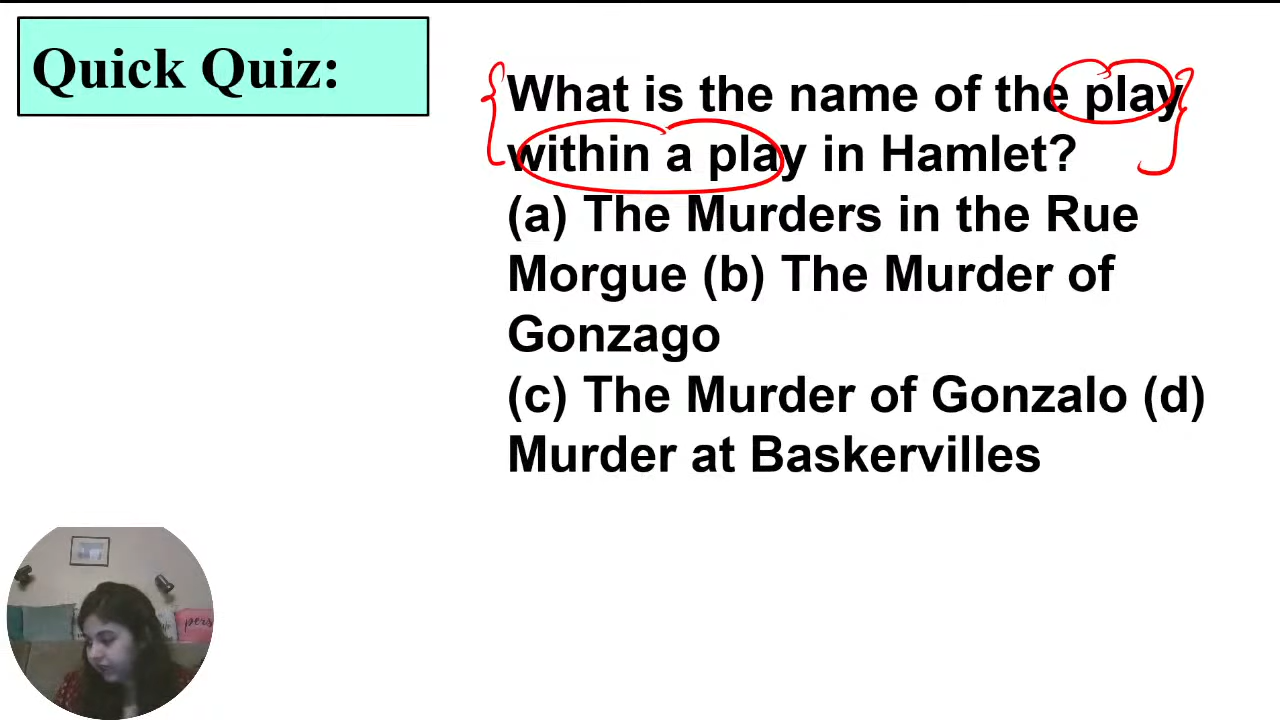 Quick Quiz:
What is the name of the play
within a play in Hamlet?
(a) The Murders in the Rue
Morgue (b) The Murder of
Gonzago
(c) The Murder of Gonzalo (d)
Murder at Baskervilles
pers